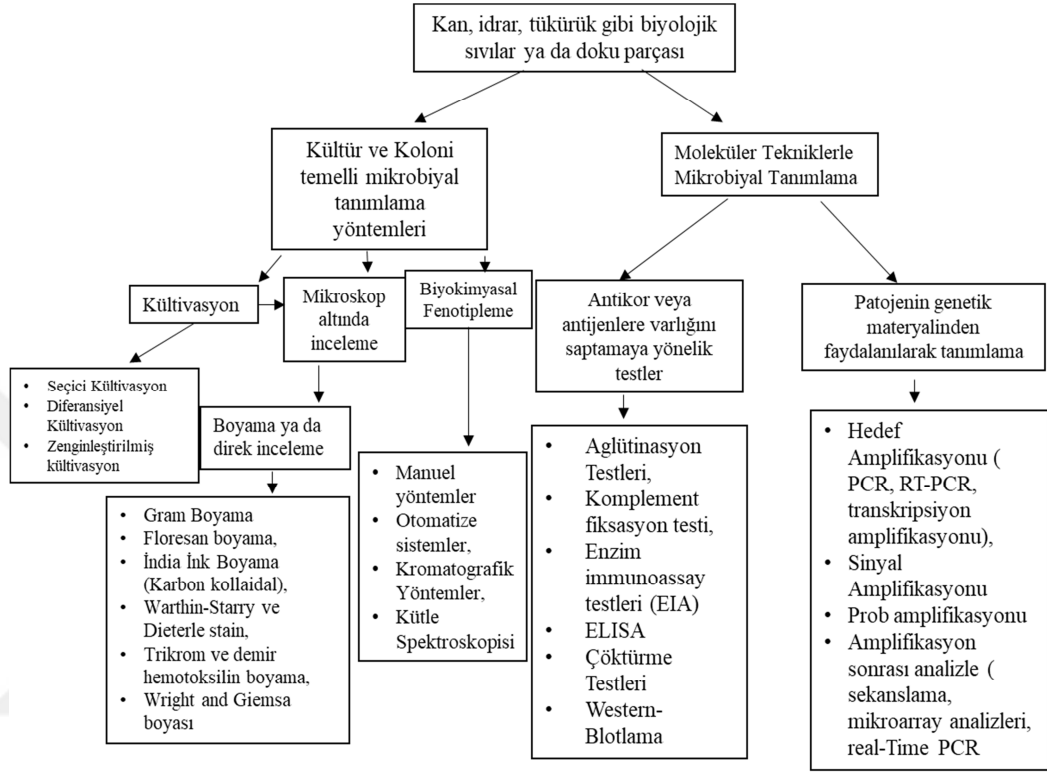 Kan, idrar, tükürük gibi biyolojik
sıvılar ya da doku parçası
Kültür ve Koloni
temelli mikrobiyal
tanımlama
yöntemleri
Moleküler Tekniklerle
Mikrobiyal Tanımlama
Kültivasyon
Mikroskop
altında
inceleme
Biyokimyasal
Fenotipleme
Antikor veya
antijenlere varlığını
saptamaya yönelik
testler
Patojenin genetik
materyalinden
faydalanılarak tanımlama
• Seçici Kültivasyon
• Diferansiyel
Kültivasyon
• Zenginleştirilmiş
kültivasyon
Boyama ya da
direk inceleme
• Gram Boyama
• Floresan boyama,
• İndia İnk Boyama
(Karbon kollaidal),
• Warthin-Starry ve
Dieterle stain,
• Trikrom ve demir
hemotoksilin boyama,
• Wright and Giemsa
boyası
• Manuel
yöntemler
• Otomatize
sistemler,
• Kromatografik
Yöntemler,
• Kütle
Spektroskopisi
• Aglütinasyon
Testleri,
• Komplement
fiksasyon testi,
• Enzim
immunoassay
testleri (EIA)
• ELISA
• Çöktürme
Testleri
• Western-
Blotlama
• Hedef
Amplifikasyonu (
PCR, RT-PCR,
transkripsiyon
amplifikasyonu),
• Sinyal
Amplifikasyonu
• Prob amplifikasyonu
• Amplifikasyon
sonrası analizle (
sekanslama,
mikroarray analizleri,
real-Time PCR